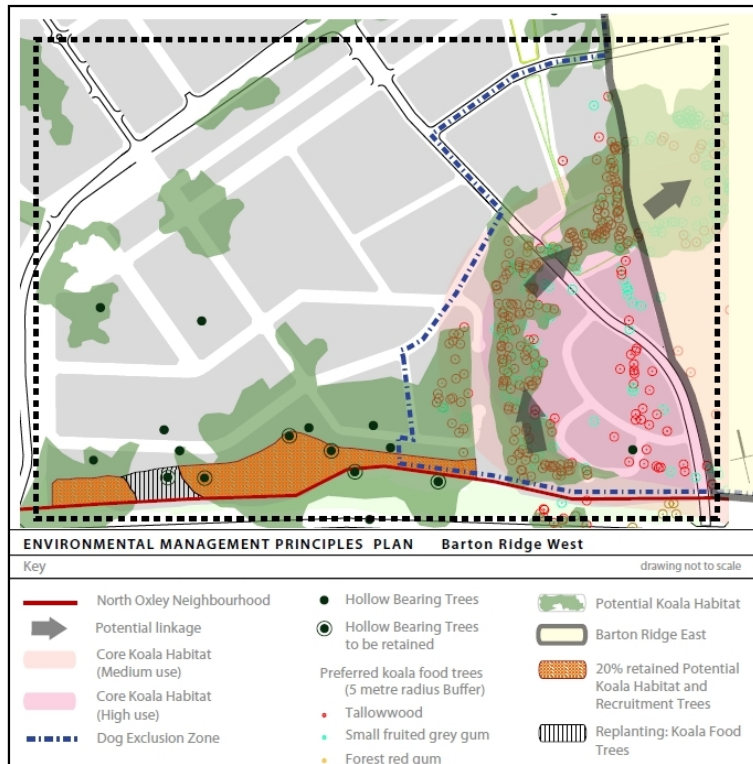 ENVIRONMENTAL MANAGEMENT PRINCIPLES PLAN Barton Ridge West
Key
drawing not to scale
North Oxley Neighbourhood
Potential linkage
Core Koala Habitat
(Medium use)
Core Koala Habitat
(High use)
Dog Exclusion Zone
Hollow Bearing Trees
Hollow Bearing Trees
to be retained
Preferred koala food trees
(5 metre radius Buffer)
Tallowwood
Small fruited grey gum
Forest red gum
Potential Koala Habitat
Barton Ridge East
20% retained Potential
Koala Habitat and
Recruitment Trees
Replanting: Koala Food
Trees